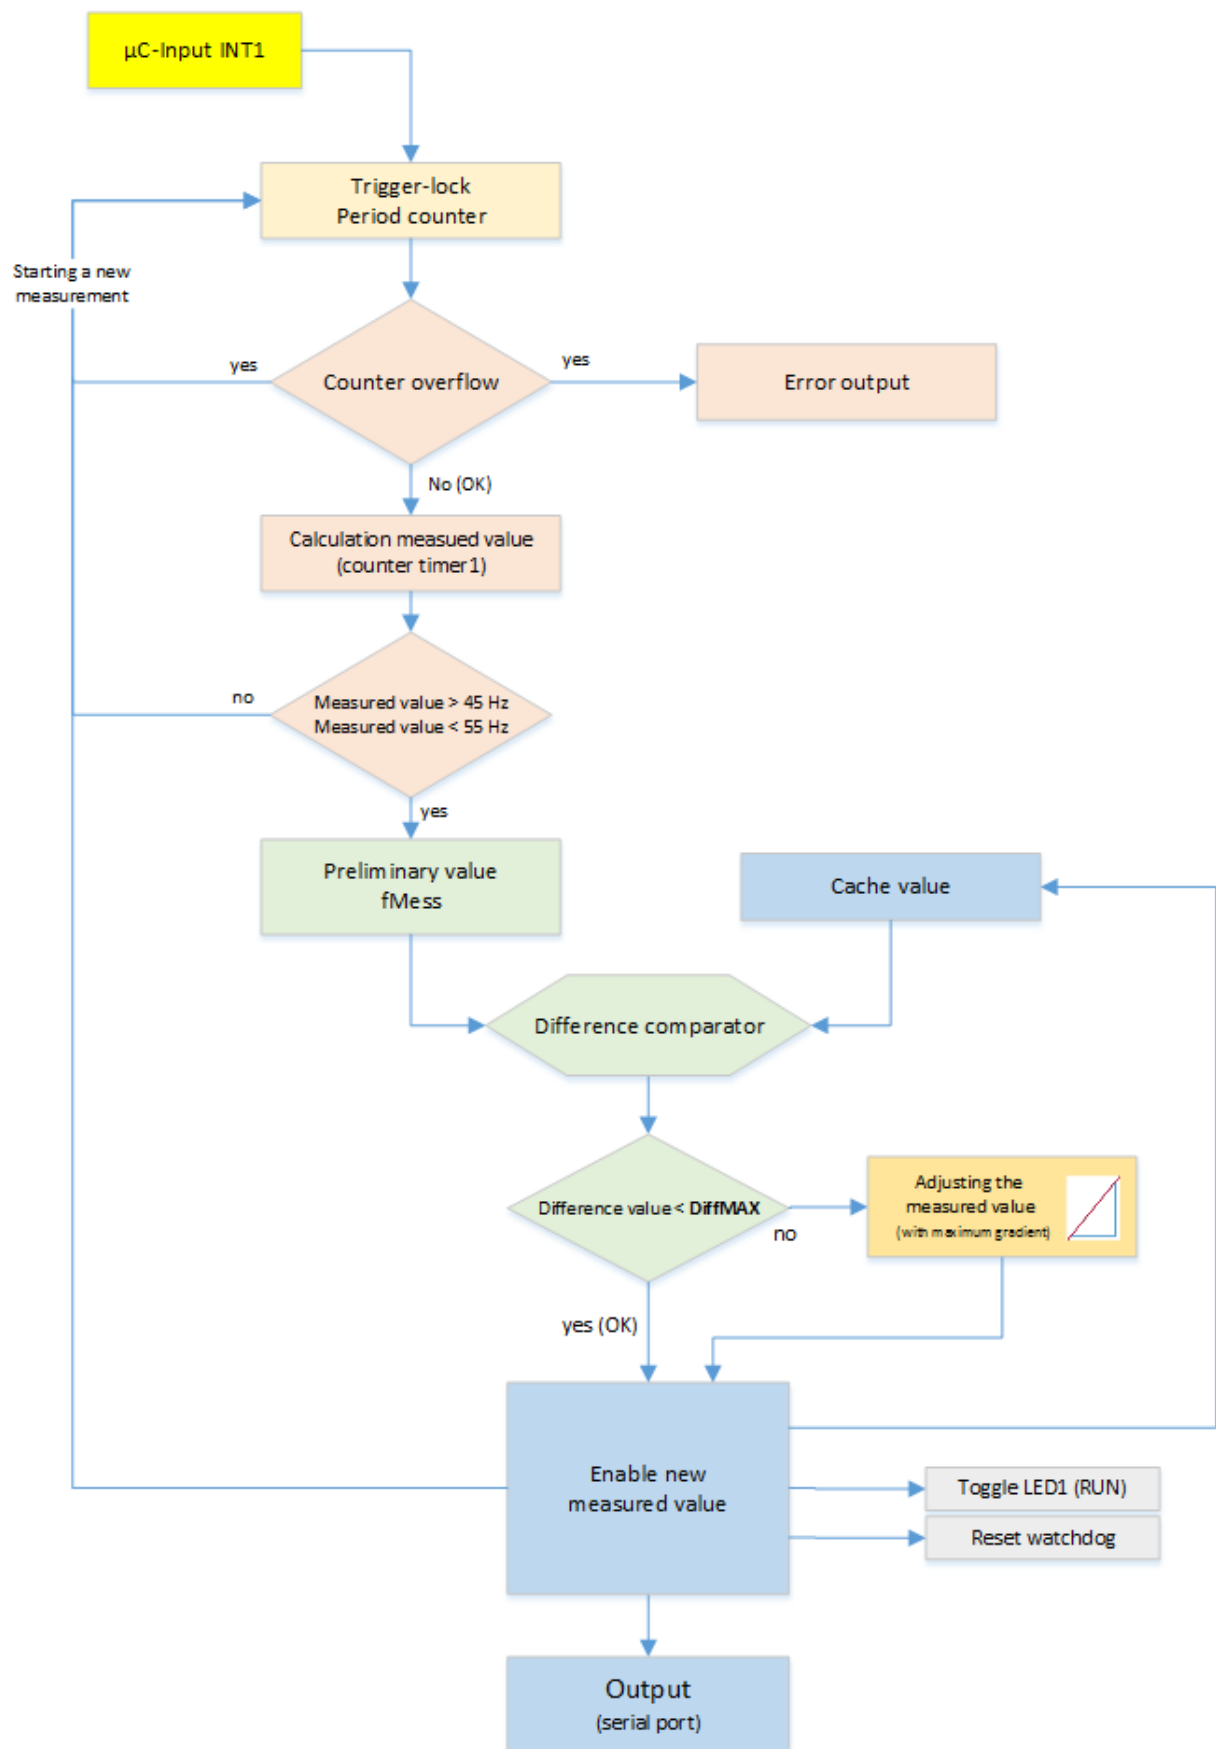 µC-Input INT1
Trigger-lock
Period counter
Starting a new
measurement
yes
Counter overflow
yes
Error output
No (OK)
Calculation measued value
(counter timer1)
no
Measured value > 45 Hz
Measured value < 55 Hz
yes
Preliminary value
fMess
Cache value
Difference comparator
Difference value < DiffMAX
no
Adjusting the
measured value
(with maximum gradient)
yes (OK)
Enable new
measured value
Toggle LED1 (RUN)
Reset watchdog
Output
(serial port)